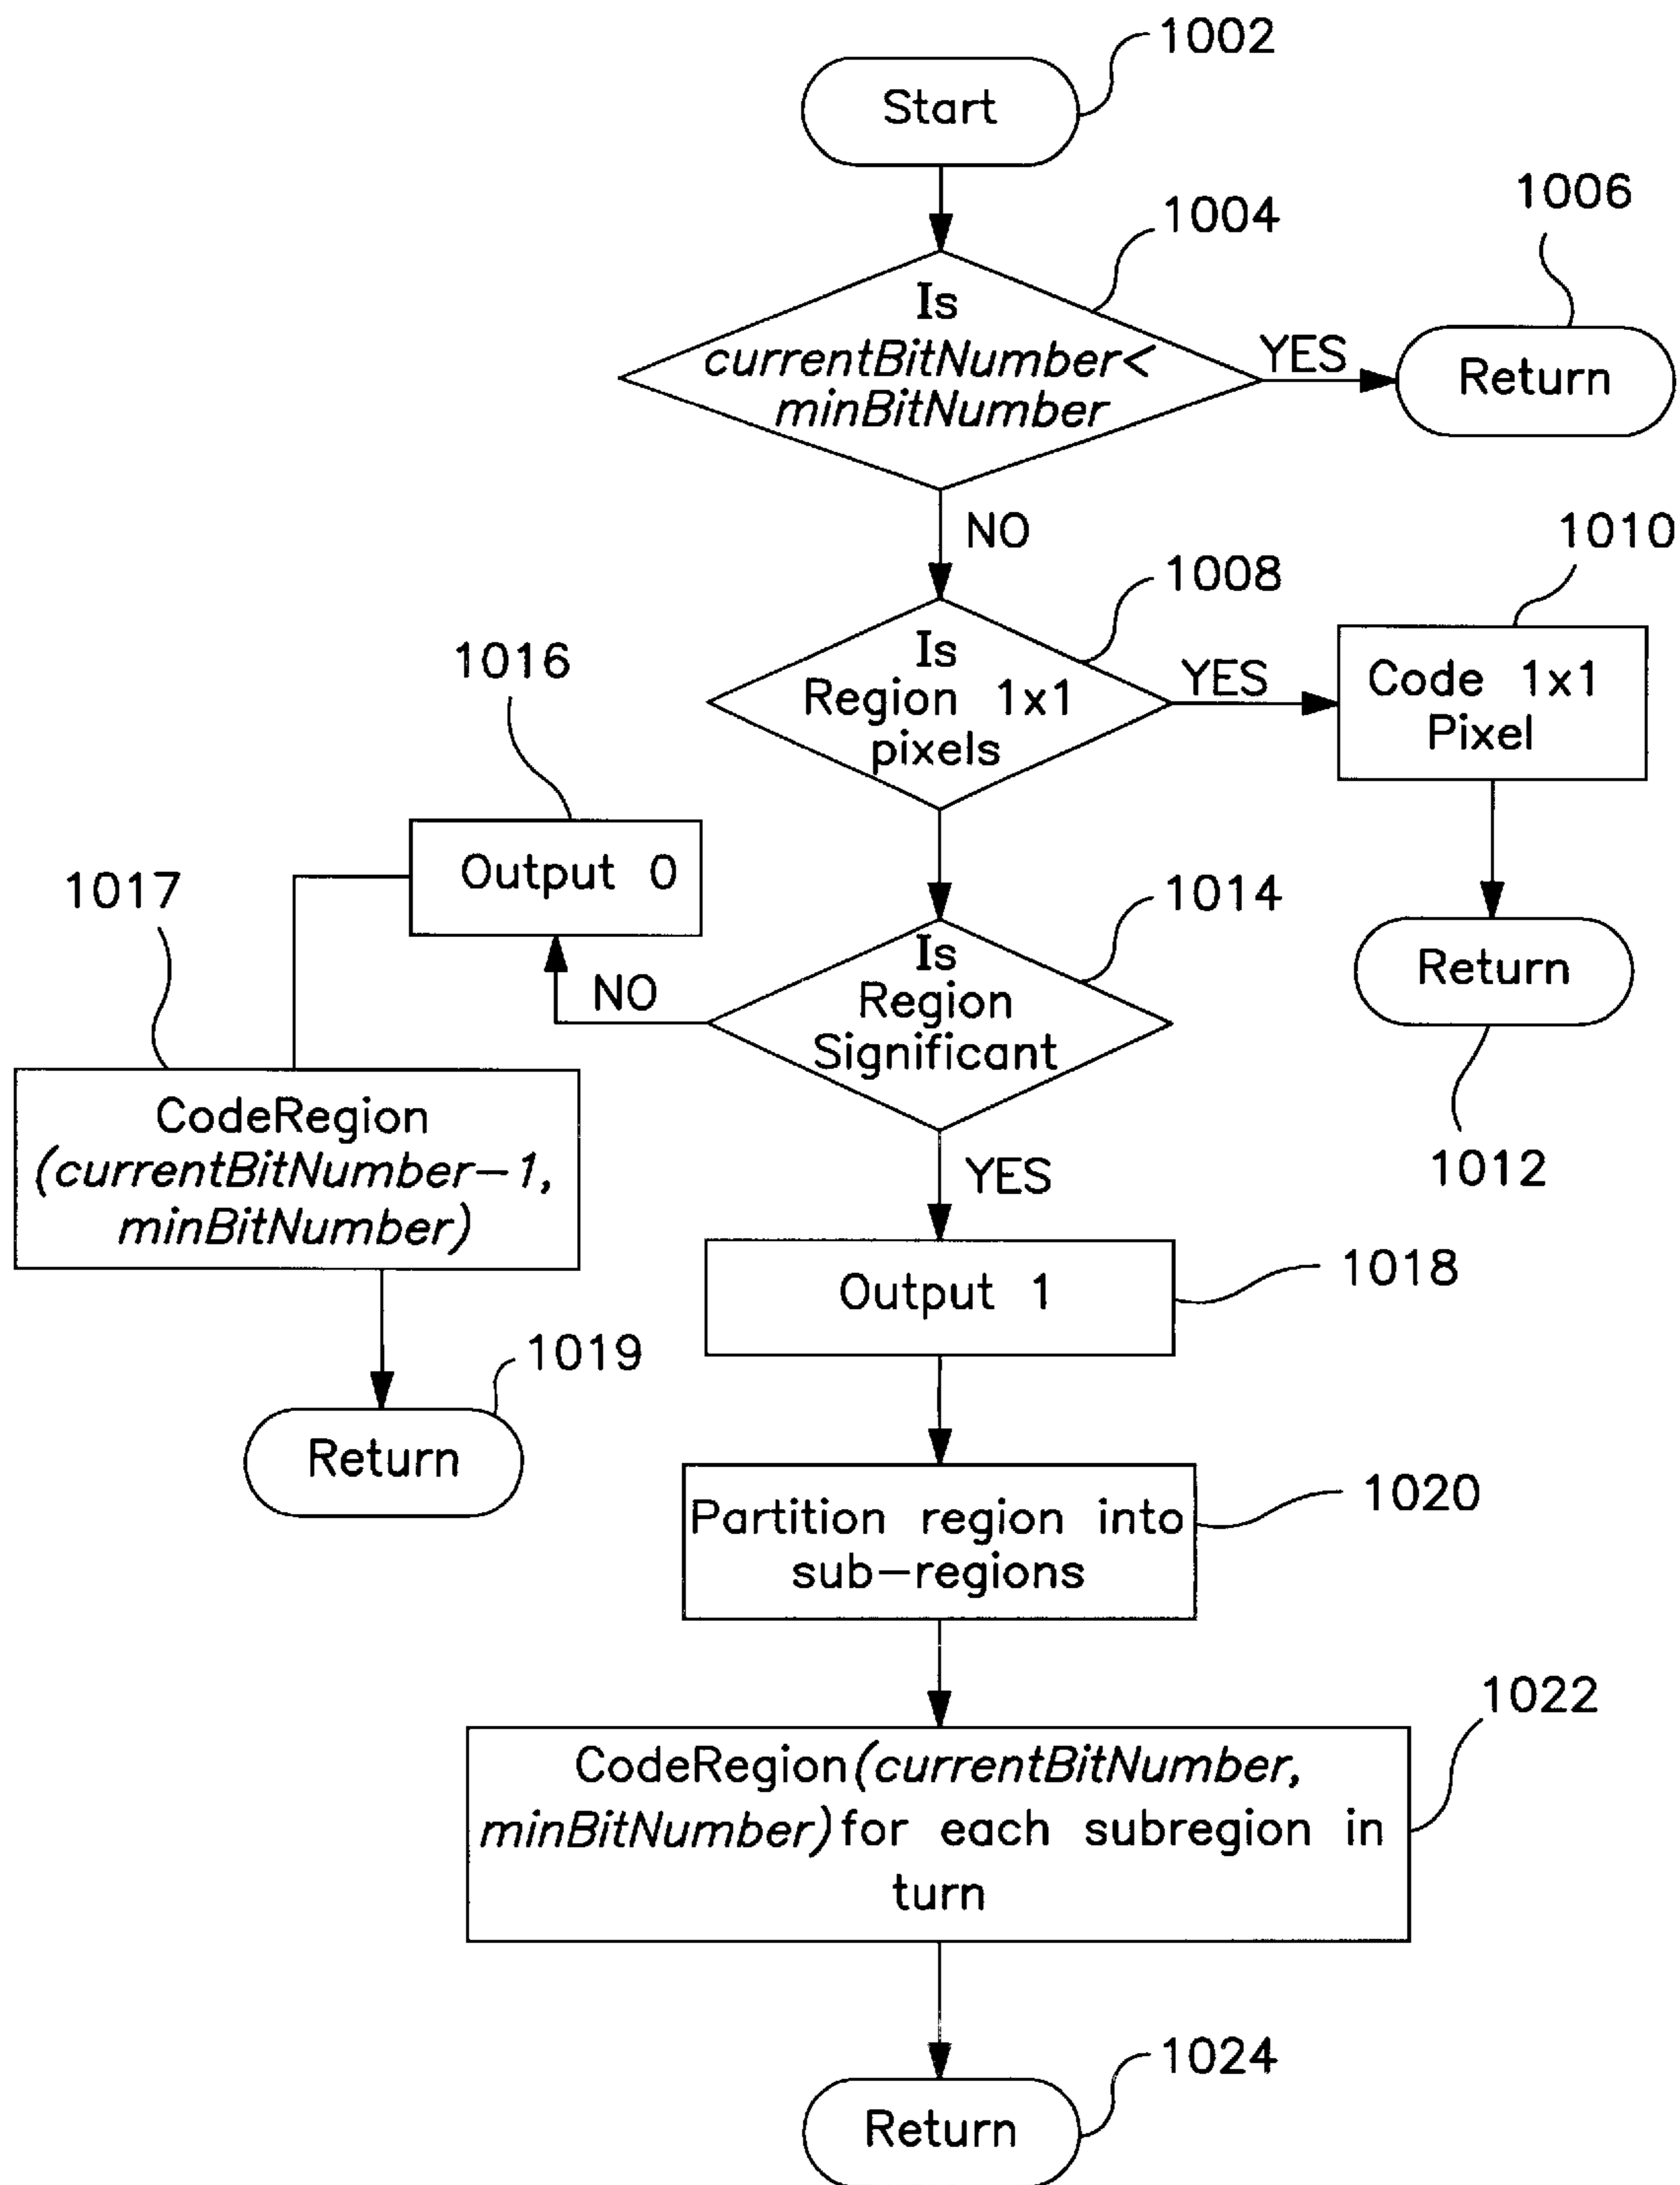 1002
Start
1004
1006
Is
currentBitNumber<
minBitNumber
YES
Return
NO
1008
1010
Is
Region 1x1
pixels
YES
Code 1x1
Pixel
1016
Output 0
1017
1014
Is
Region
Significant
NO
Return
1012
CodeRegion
(currentBitNumber-1,
minBitNumber)
YES
1018
Output 1
1019
Return
1020
Partition region into
sub-regions
1022
CodeRegion(currentBitNumber,
minBitNumber)for each subregion in
turn
1024
Return